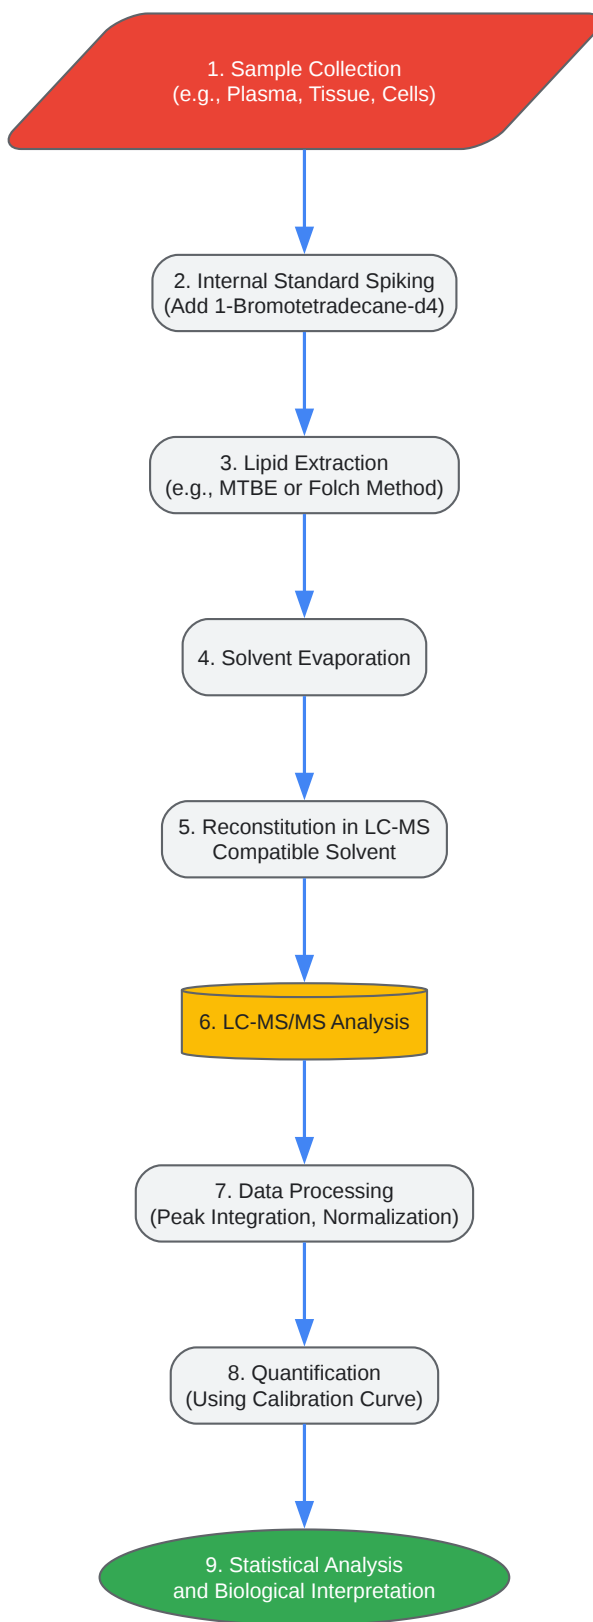 1. Sample Collection
(e.g., Plasma, Tissue, Cells)
2. Internal Standard Spiking
(Add 1-Bromotetradecane-d4)
3. Lipid Extraction
(e.g., MTBE or Folch Method)
4. Solvent Evaporation
5. Reconstitution in LC-MS
Compatible Solvent
6. LC-MS/MS Analysis
7. Data Processing
(Peak Integration, Normalization)
8. Quantification
(Using Calibration Curve)
9. Statistical Analysis
and Biological Interpretation